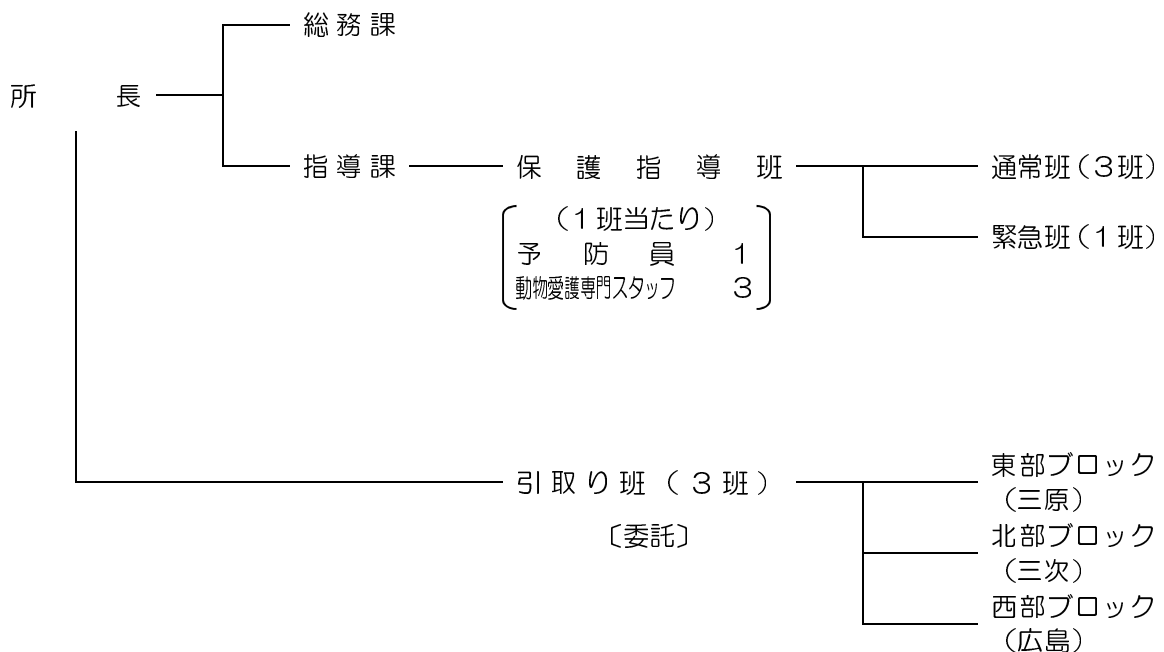 総務課
所長
指導課
保護指導班
通常班(3班)
(1班当たり)
予防員 1
動物愛護専門スタッフ 3
緊急班(1班)
引取り班(3班)
〔委託〕
東部ブロック
(三原)
北部ブロック
(三次)
西部ブロック
(広島)